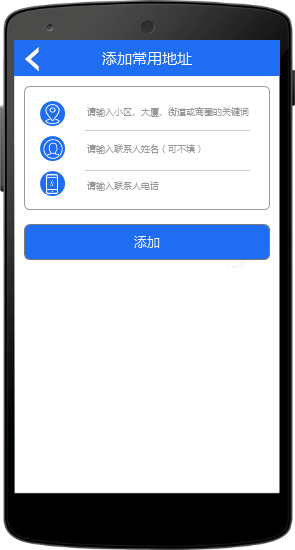 添加常用地址
请输入小区、大厦、街道或商圈的关键词
请输入联系人姓名（可不填）
请输入联系人电话
添加